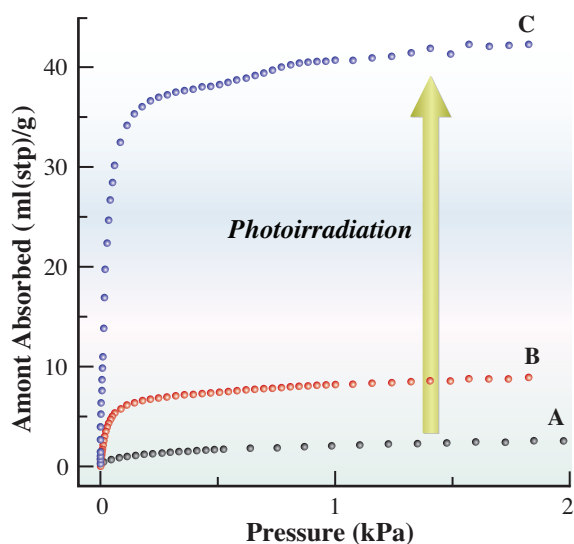 C
40
30
Photoirradiation
20
10
B
A
0
0
1
2
Pressure (kPa)
Amont Absorbed ( ml(stp)/g)